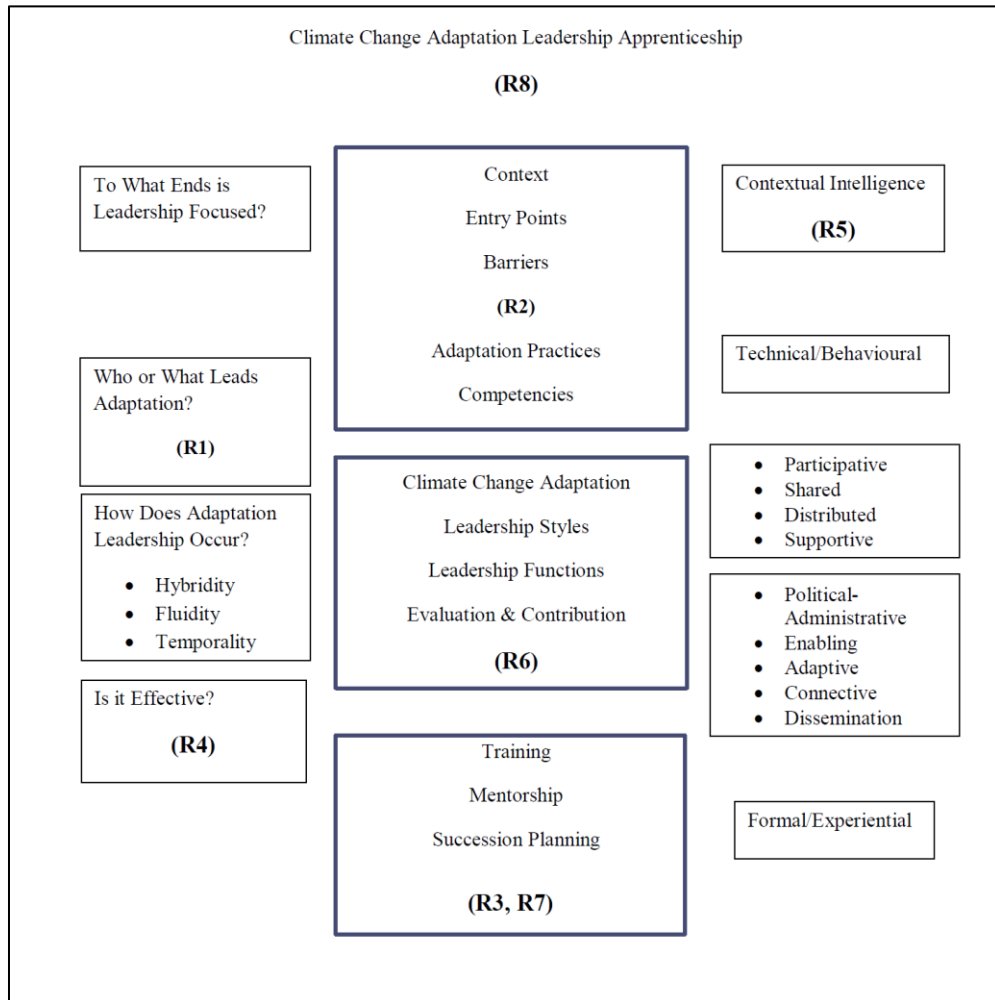 Climate Change Adaptation Leadership Apprenticeship
(R8)
To What Ends is
Leadership Focused?
Context
Entry Points
Barriers
(R2)
Adaptation Practices
Competencies
Contextual Intelligence
(R5)
Technical/Behavioural
Who or What Leads
Adaptation?
(R1)
How Does Adaptation
Leadership Occur?
• Hybridity
• Fluidity
• Temporality
Climate Change Adaptation
Leadership Styles
Leadership Functions
Evaluation & Contribution
(R6)
• Participative
• Shared
• Distributed
• Supportive
• Political-
Administrative
• Enabling
• Adaptive
• Connective
• Dissemination
Is it Effective?
(R4)
Training
Mentorship
Succession Planning
(R3, R7)
Formal/Experiential